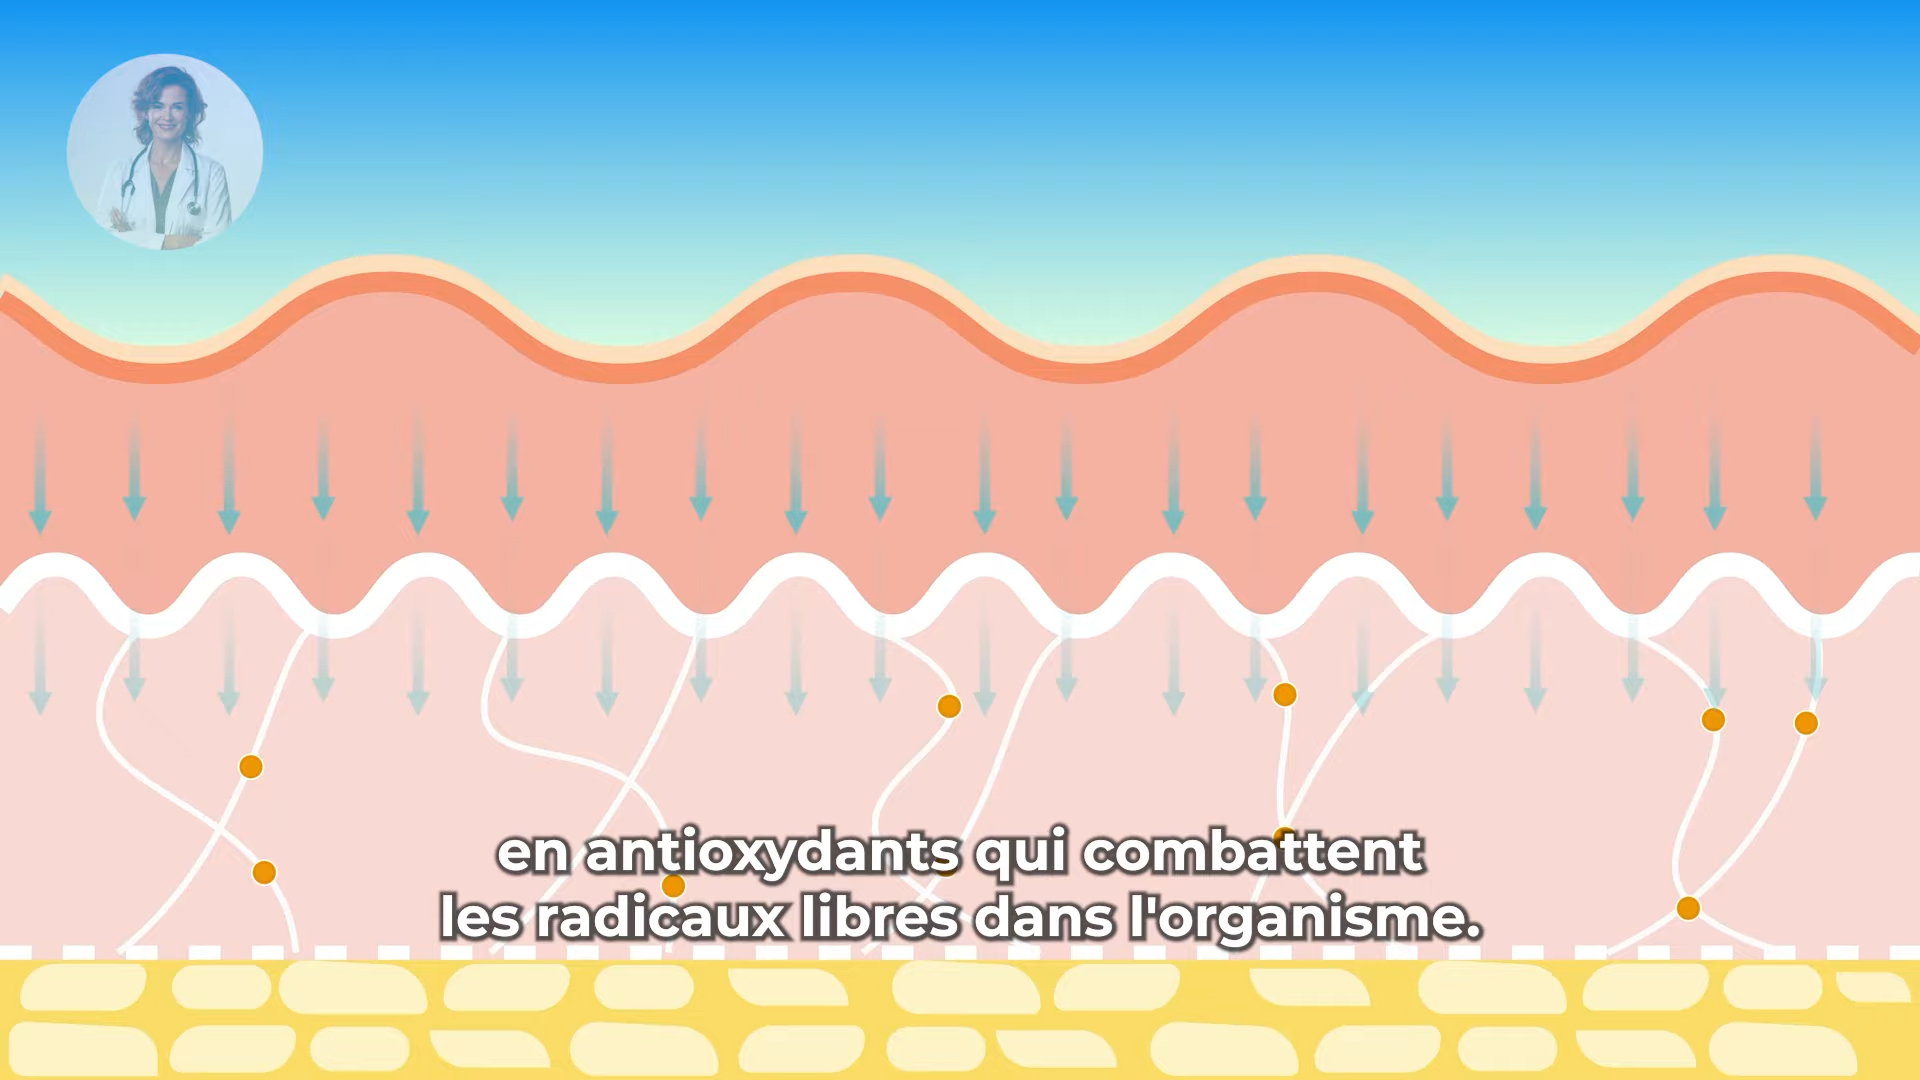 en antioxydants qui combattent
les radicaux libres dans l'organisme.